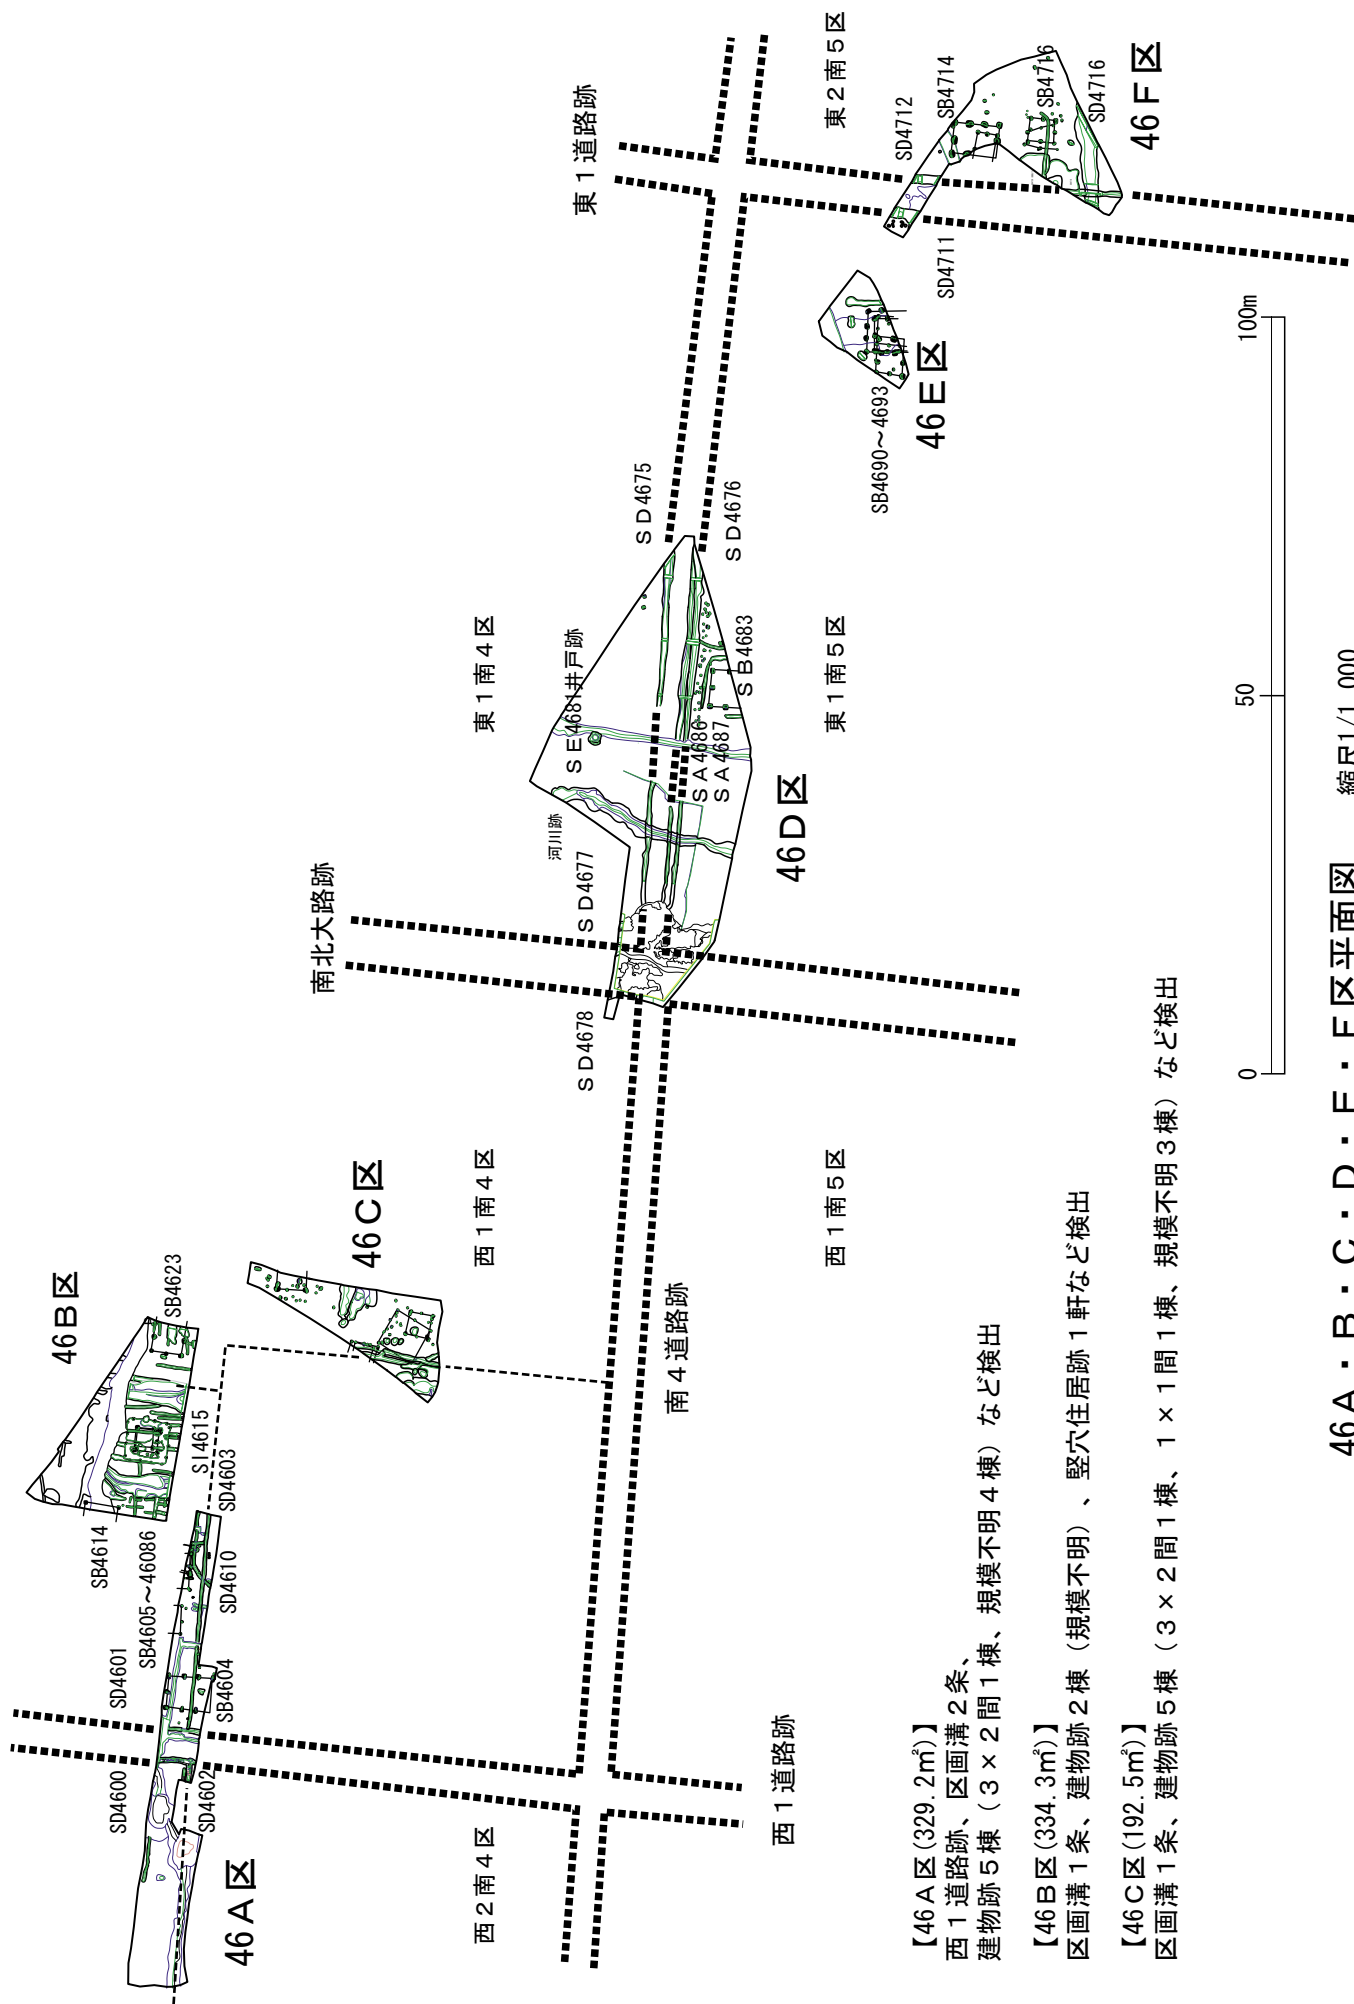 46A区
46B区
46C区
46D区
46E区
46F区
SD4600
SD4601
SD4602
SB4604
SB4605～46086
SD4610
SD4603
SB4614
SI4615
SB4623
西２南４区
西１南４区
西１南５区
東１南４区
東１南５区
東２南５区
西１道路跡
南４道路跡
南北大路跡
東１道路跡
ＳＤ4678
ＳＤ4677
河川跡
ＳＥ4681井戸跡
ＳＡ4686
ＳＡ4687
ＳＢ4683
ＳＤ4675
ＳＤ4676
SB4690～4693
SD4711
SD4712
SB4714
SB4716
SD4716
【46Ａ区(329.2㎡)】
西１道路跡、区画溝２条、
建物跡５棟（３×２間１棟、規模不明４棟）など検出
【46Ｂ区(334.3㎡)】
区画溝１条、建物跡２棟（規模不明）、竪穴住居跡１軒など検出
【46Ｃ区(192.5㎡)】
区画溝１条、建物跡５棟（３×２間１棟、１×１間１棟、規模不明３棟）など検出
0 50 100m
46Ａ・Ｂ・Ｃ・Ｄ・Ｅ・Ｆ区平面図 縮尺1/1,000